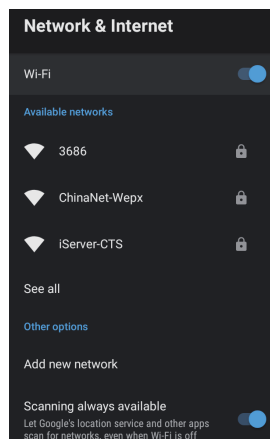 Network & Internet
Wi-Fi
Available networks
3686
ChinaNet-Wepx
iServer-CTS
See all
Other options
Add new network
Scanning always available
Let Google's location service and other apps
scan for networks, even when Wi-Fi is off